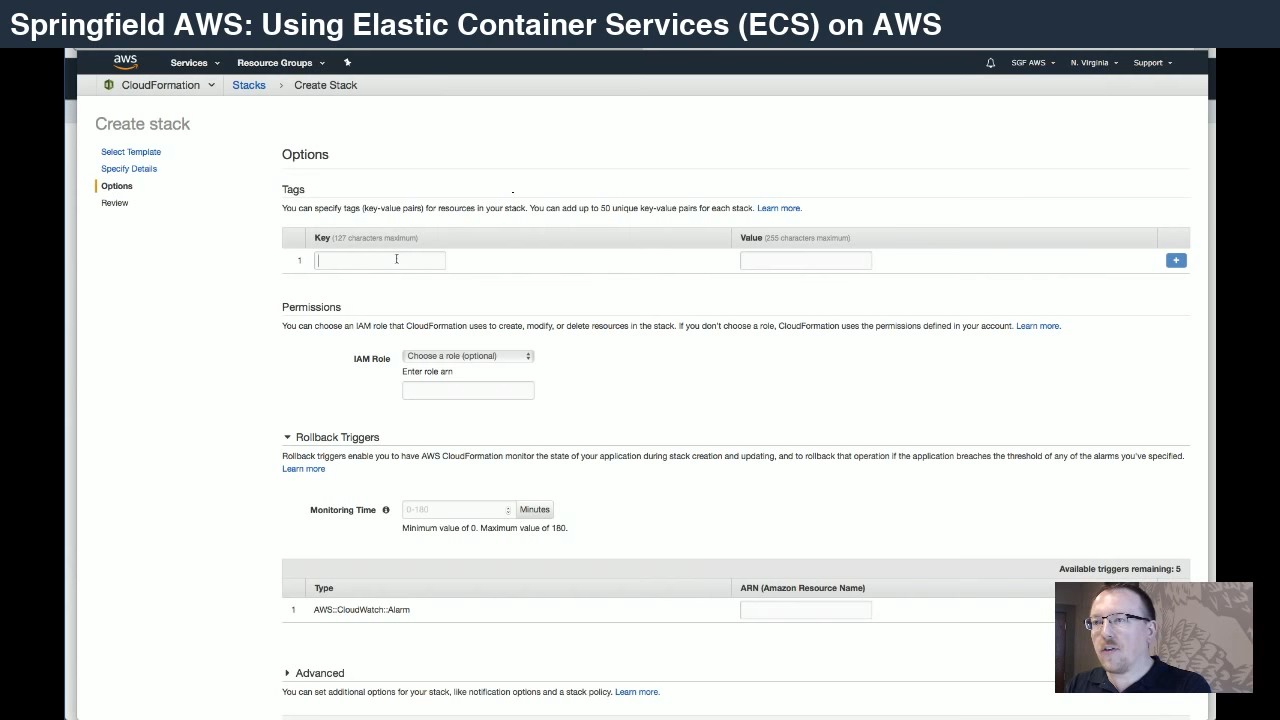 Springfield AWS: Using Elastic Container Services (ECS) on AWS
aws Services Resource Groups SGF AWS N. Virginia Support
CloudFormation Stacks > Create Stack
Create stack
Select Template
Specify Details
Options
Review
Options
Tags
You can specify tags (key-value pairs) for resources in your stack. You can add up to 50 unique key-value pairs for each stack. Learn more.
Key (127 characters maximum) Value (255 characters maximum)
1 +
Permissions
You can choose an IAM role that CloudFormation uses to create, modify, or delete resources in the stack. If you don't choose a role, CloudFormation uses the permissions defined in your account. Learn more.
IAM Role Choose a role (optional)
Enter role arn
Rollback Triggers
Rollback triggers enable you to have AWS CloudFormation monitor the state of your application during stack creation and updating, and to rollback that operation if the application breaches the threshold of any of the alarms you've specified.
Learn more
Monitoring Time 0-180 Minutes
Minimum value of 0. Maximum value of 180.
Available triggers remaining: 5
Type ARN (Amazon Resource Name)
1 AWS::CloudWatch::Alarm
Advanced
You can set additional options for your stack, like notification options and a stack policy. Learn more.